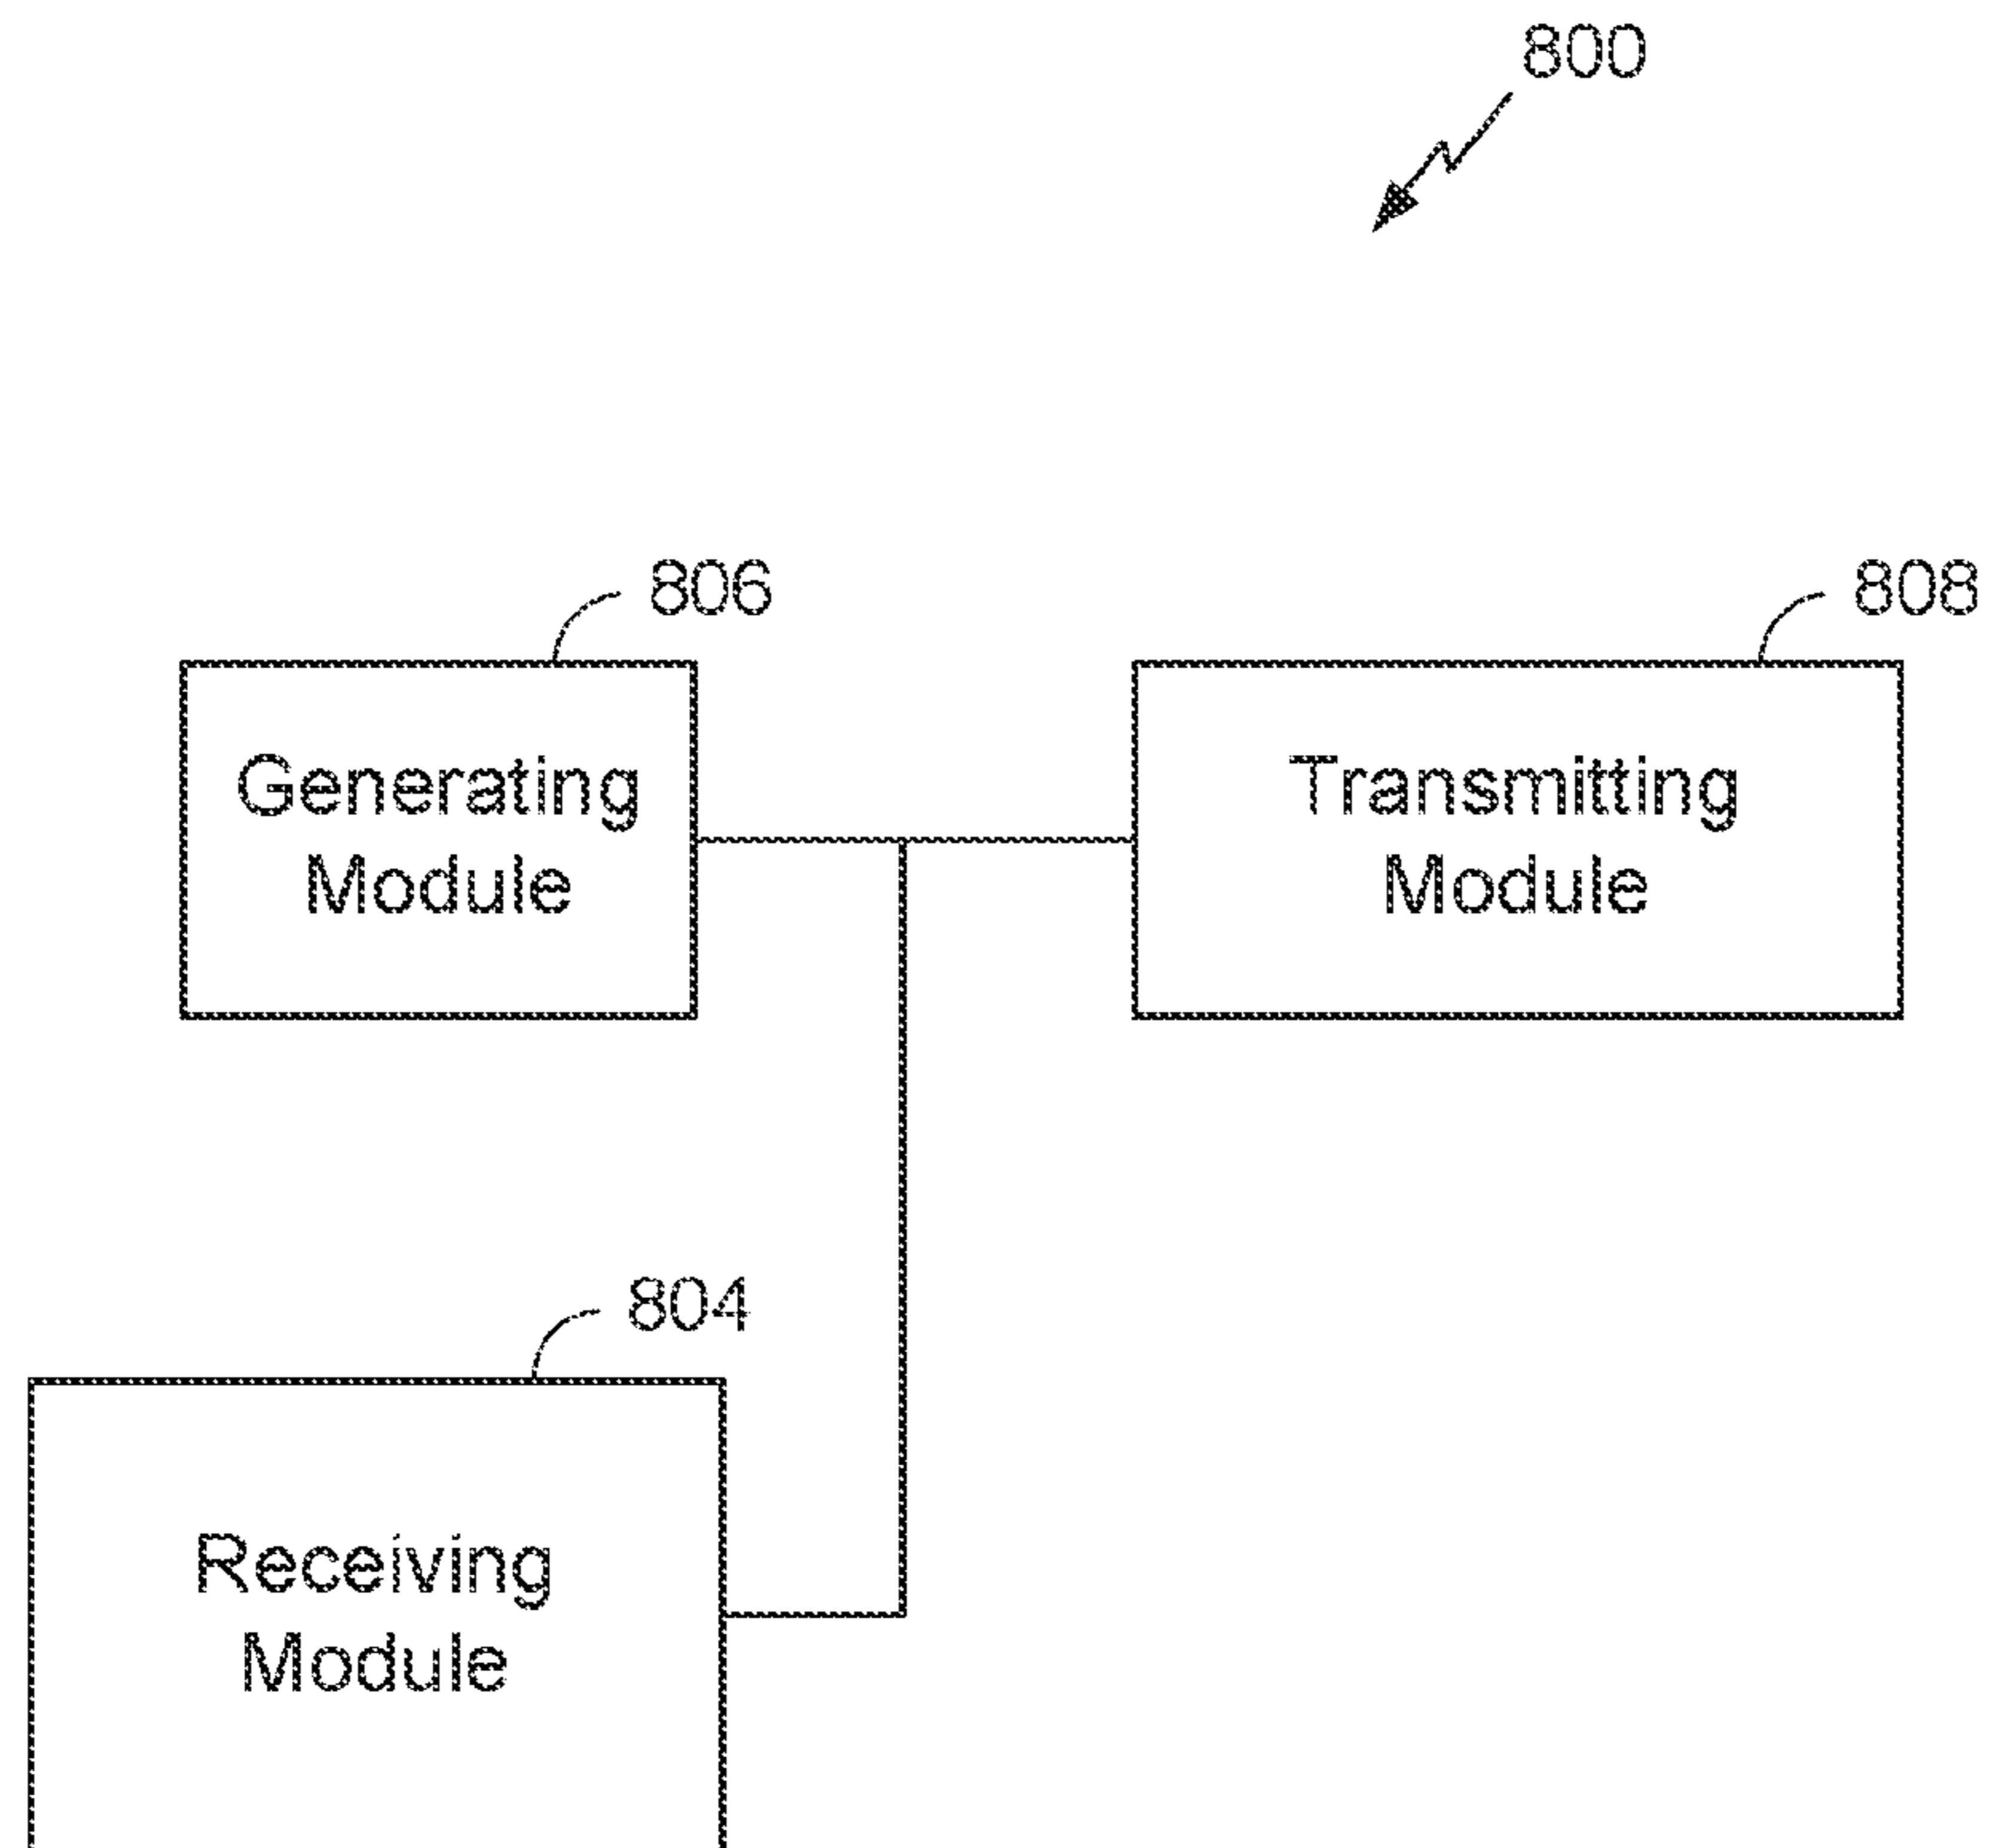 800
806
808
Generating
Module
Transmitting
Module
804
Receiving
Module